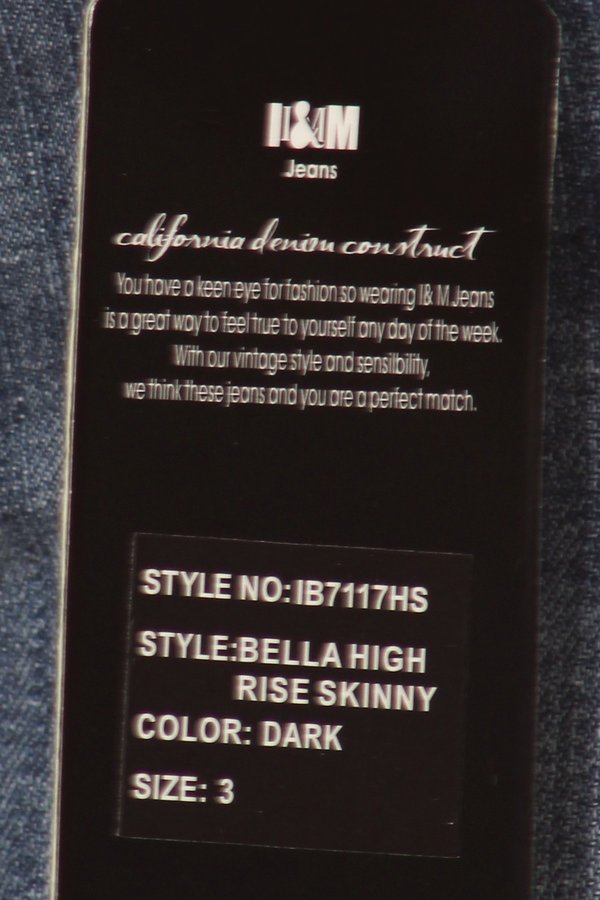 I&M
Jeans
california denim construct
You have a keen eye for fashion so wearing I& M Jeans
is a great way to feel true to yourself any day of the week.
With our vintage style and sensilbility,
we think these jeans and you are a perfect match.
STYLE NO:IB7117HS
STYLE:BELLA HIGH
RISE SKINNY
COLOR: DARK
SIZE: 3